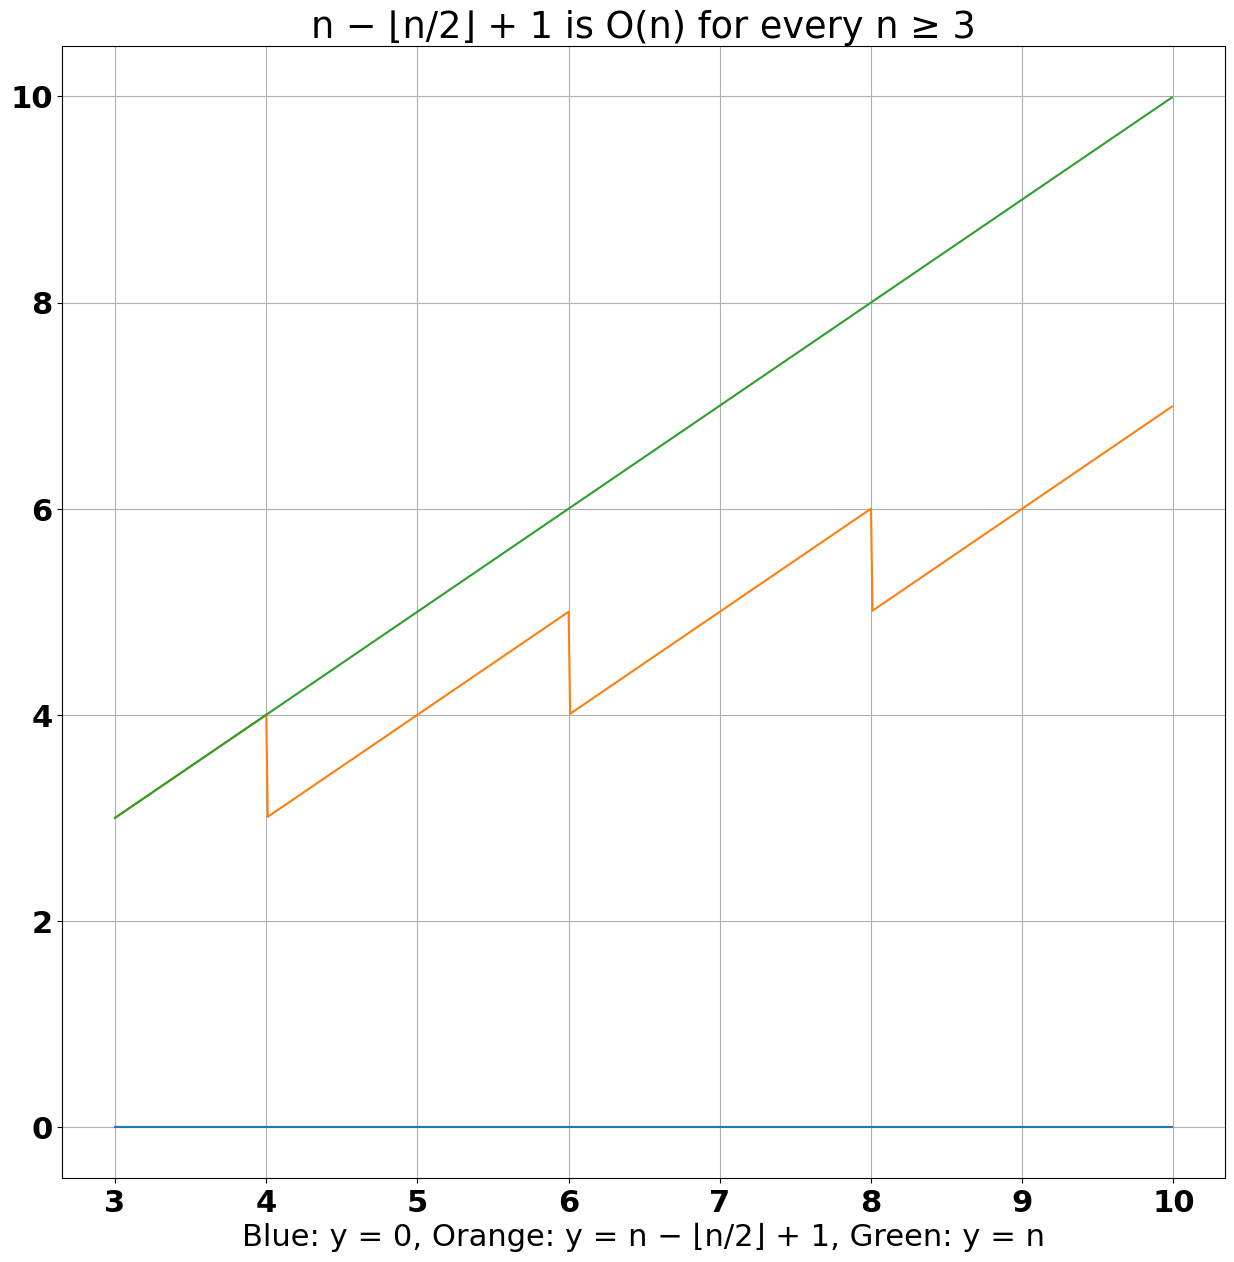 n − ⌊n/2⌋ + 1 is O(n) for every n ≥ 3
10
8
6
4
2
0
3 4 5 6 7 8 9 10
Blue: y = 0, Orange: y = n − ⌊n/2⌋ + 1, Green: y = n